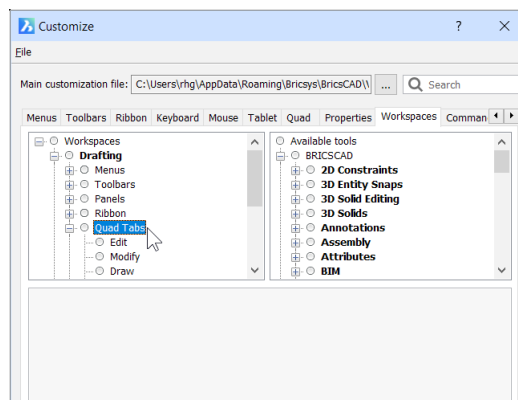 Customize ? ✕
File
Main customization file: C:\Users\rhg\AppData\Roaming\Bricsys\BricsCAD\\ ... Search
Menus Toolbars Ribbon Keyboard Mouse Tablet Quad Properties Workspaces Comman
Workspaces
Drafting
Menus
Toolbars
Panels
Ribbon
Quad Tabs
Edit
Modify
Draw
Available tools
BRICSCAD
2D Constraints
3D Entity Snaps
3D Solid Editing
3D Solids
Annotations
Assembly
Attributes
BIM